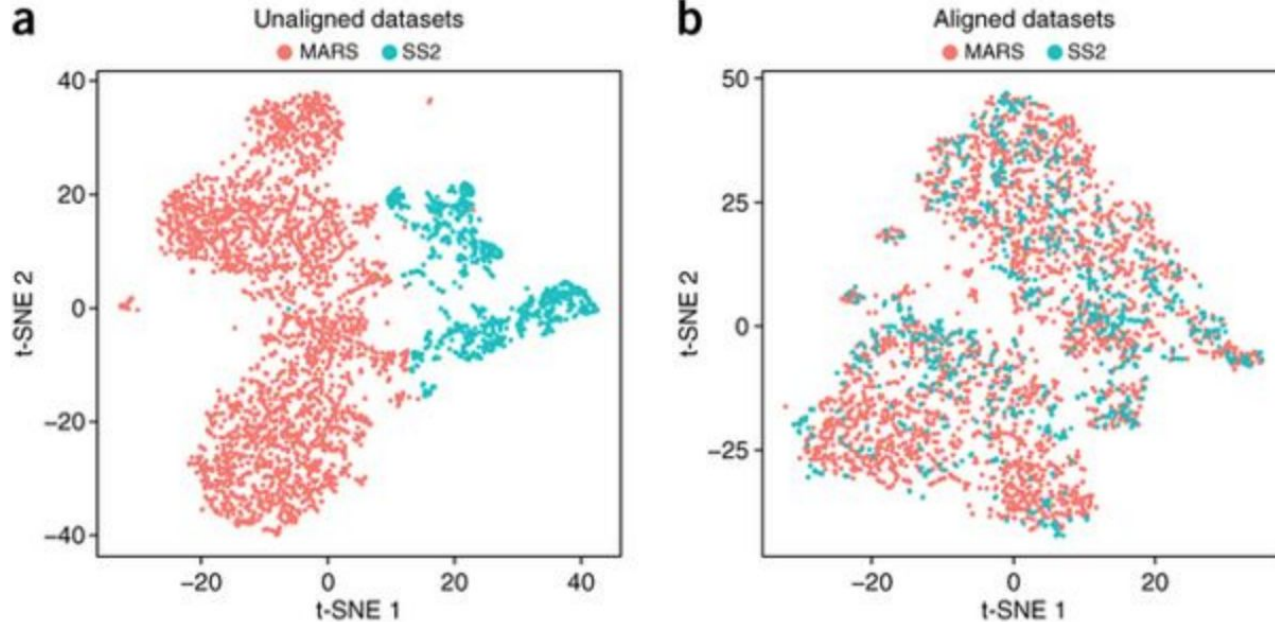 a
Unaligned datasets
MARS SS2
40
20
0
−20
−40
t-SNE 2
−20 0 20 40
t-SNE 1
b
Aligned datasets
MARS SS2
50
25
0
−25
t-SNE 2
−20 0 20
t-SNE 1